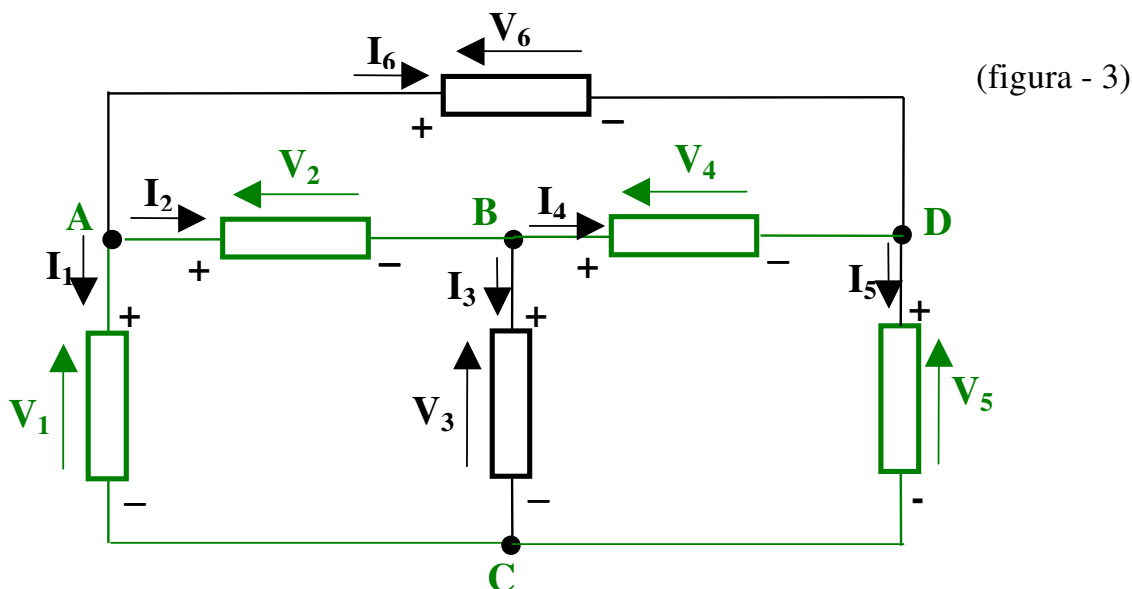 V6
I6
(figura - 3)
+ −
V2 V4
A I2 B I4 D
+ − + −
I1 I3 I5
+ + +
V1 V3 V5
− − -
C